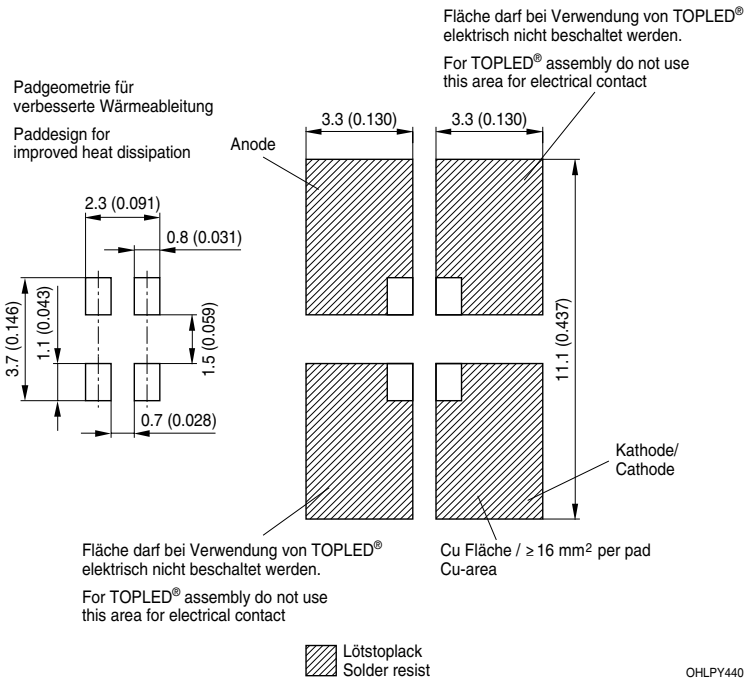 Fläche darf bei Verwendung von TOPLED®
elektrisch nicht beschaltet werden.
For TOPLED® assembly do not use
this area for electrical contact
Padgeometrie für
verbesserte Wärmeableitung
Paddesign for
improved heat dissipation
Anode
3.3 (0.130)
3.3 (0.130)
2.3 (0.091)
0.8 (0.031)
3.7 (0.146)
1.1 (0.043)
1.5 (0.059)
0.7 (0.028)
11.1 (0.437)
Kathode/
Cathode
Fläche darf bei Verwendung von TOPLED®
elektrisch nicht beschaltet werden.
For TOPLED® assembly do not use
this area for electrical contact
Cu Fläche / ≥ 16 mm² per pad
Cu-area
Lötstoplack
Solder resist
OHLPY440